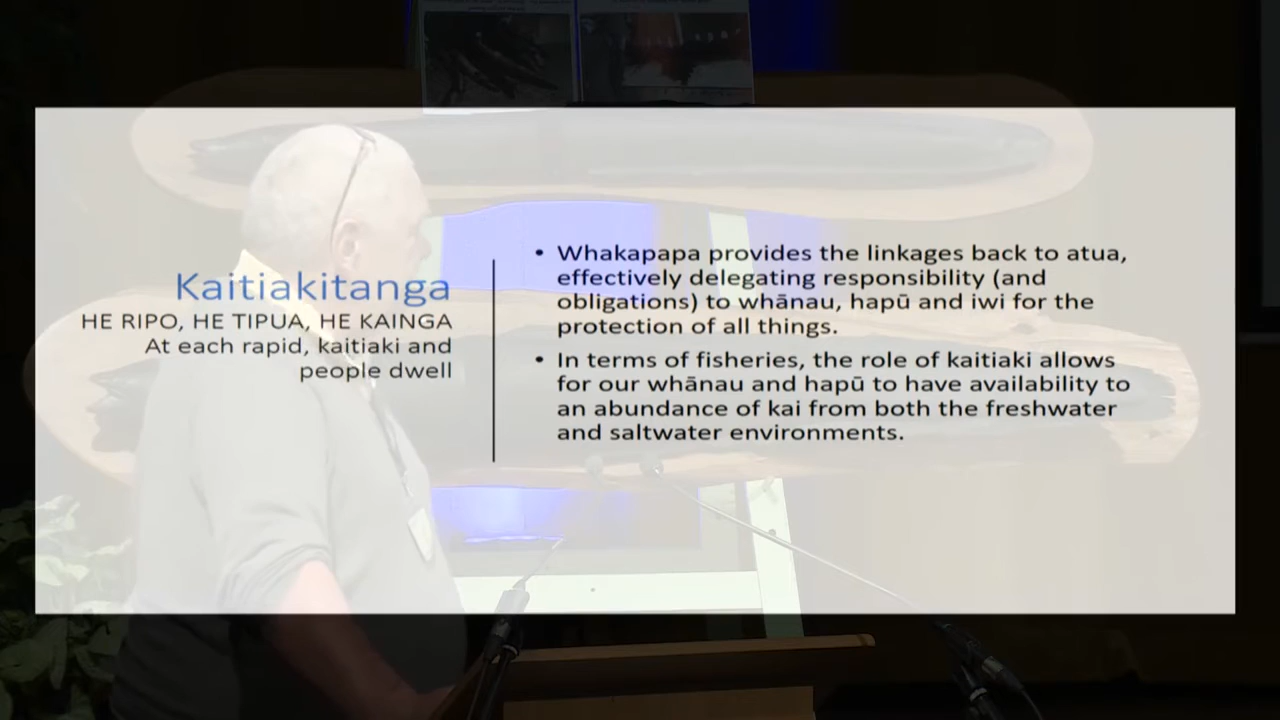 Kaitiakitanga
HE RIPO, HE TIPUA, HE KAINGA
At each rapid, kaitiaki and
people dwell
• Whakapapa provides the linkages back to atua,
effectively delegating responsibility (and
obligations) to whānau, hapū and iwi for the
protection of all things.
• In terms of fisheries, the role of kaitiaki allows
for our whānau and hapū to have availability to
an abundance of kai from both the freshwater
and saltwater environments.